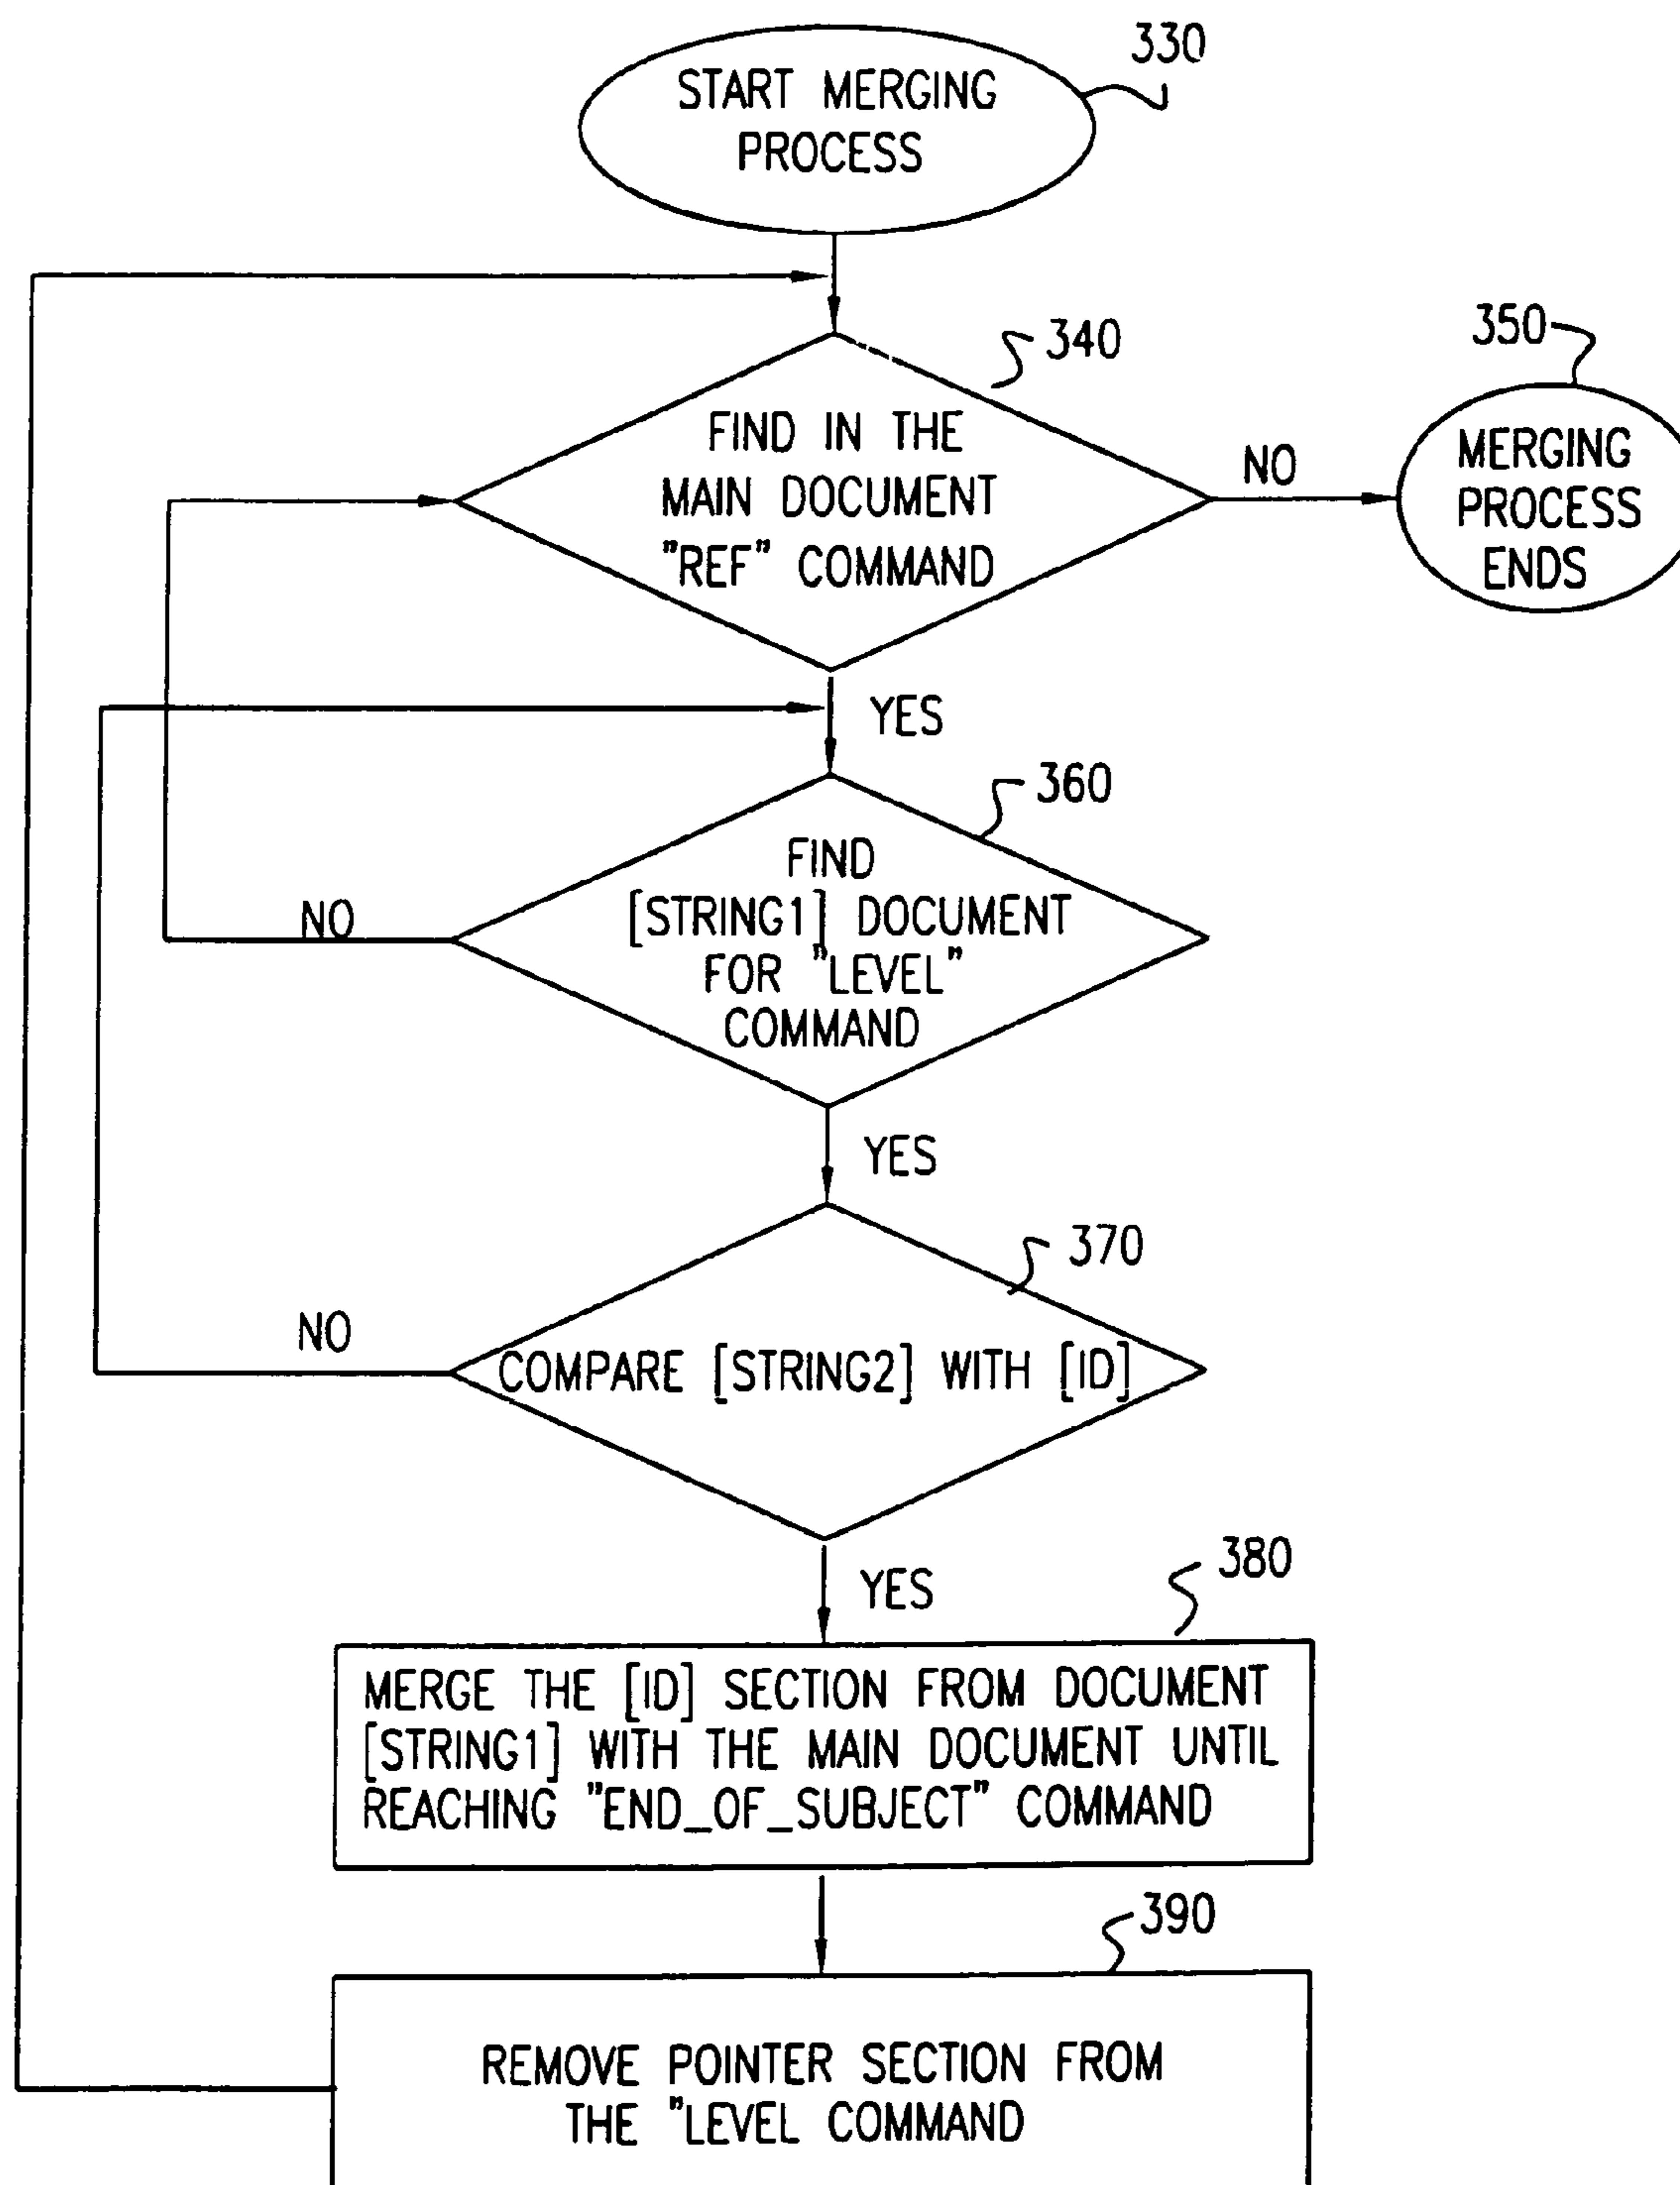 330
START MERGING
PROCESS
340
FIND IN THE
MAIN DOCUMENT
"REF" COMMAND
NO
350
MERGING
PROCESS
ENDS
YES
360
FIND
[STRING1] DOCUMENT
FOR "LEVEL"
COMMAND
NO
YES
370
COMPARE [STRING2] WITH [ID]
NO
YES
380
MERGE THE [ID] SECTION FROM DOCUMENT
[STRING1] WITH THE MAIN DOCUMENT UNTIL
REACHING "END_OF_SUBJECT" COMMAND
390
REMOVE POINTER SECTION FROM
THE "LEVEL COMMAND